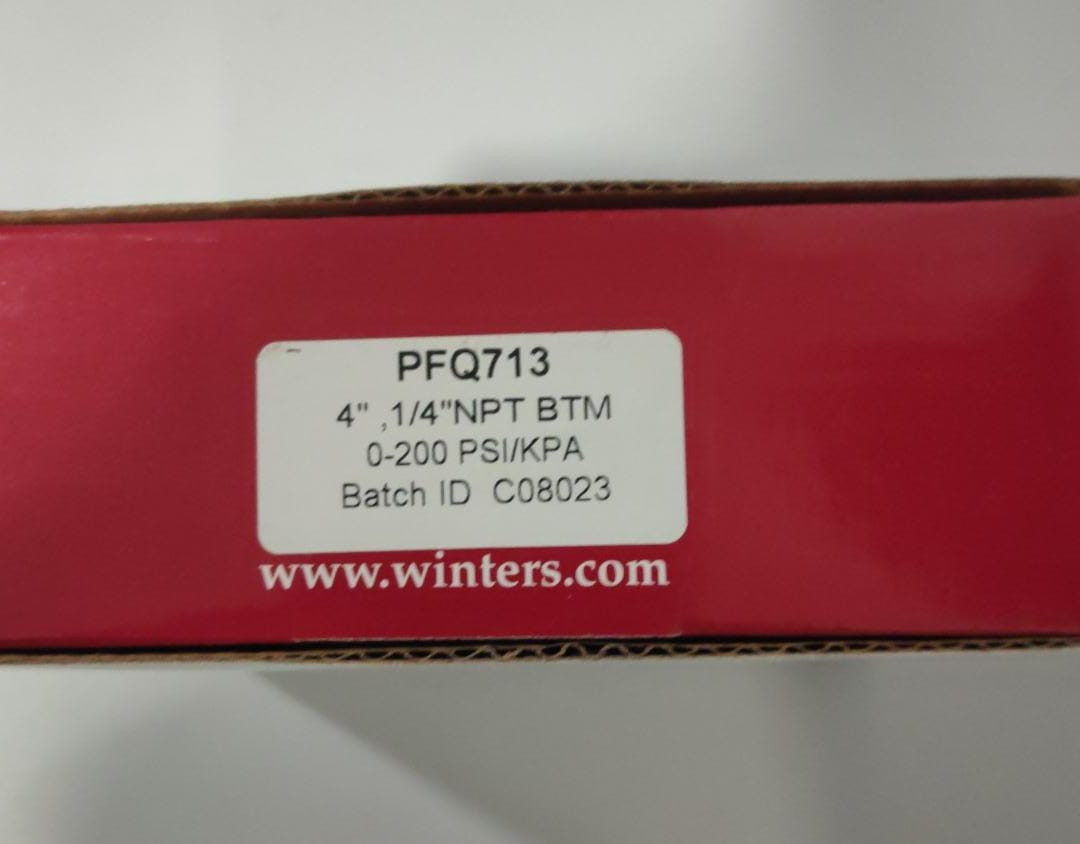 PFQ713
4" ,1/4"NPT BTM
0-200 PSI/KPA
Batch ID C08023
www.winters.com